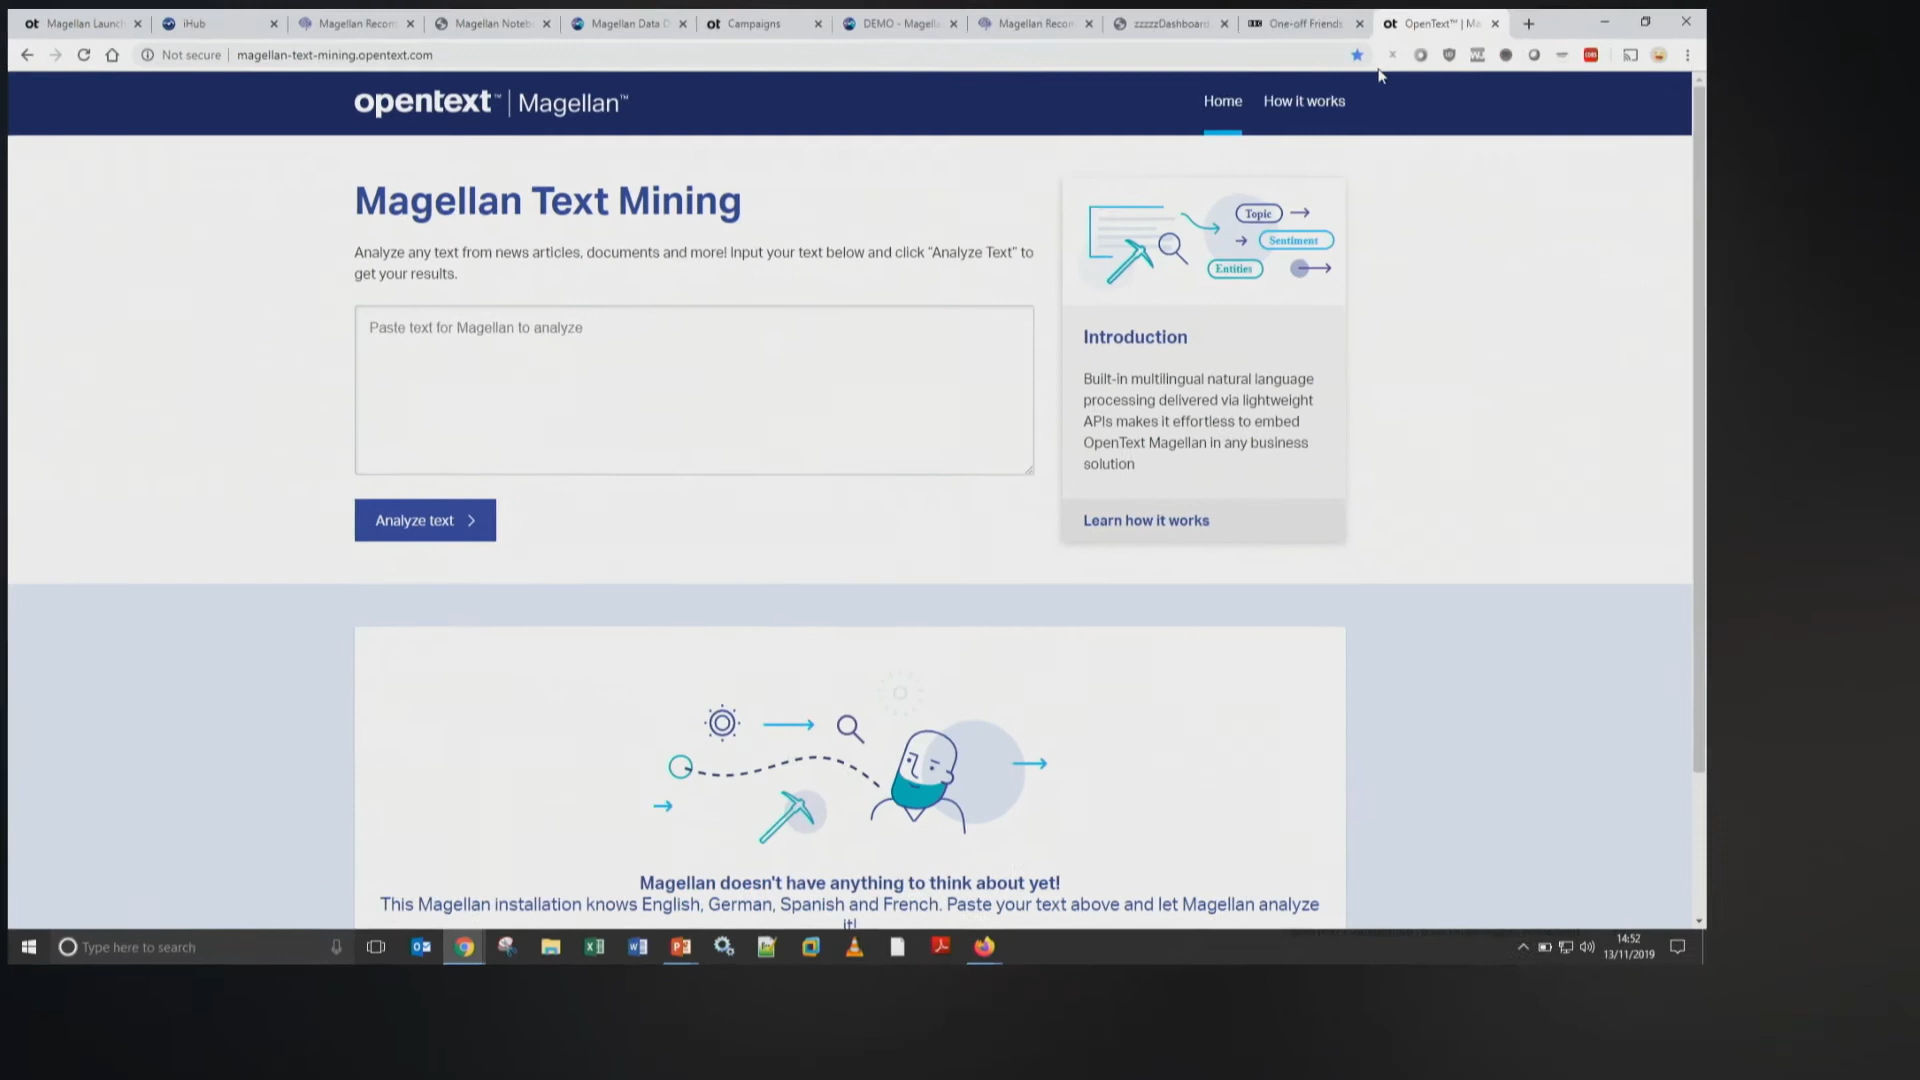 Magellan Launch
iHub
Magellan Recom
Magellan Noteb
Magellan Data D
Campaigns
DEMO - Magella
Magellan Recon
zzzzzDashboard
One-off Friends
OpenText™ | Ma
Not secure | magellan-text-mining.opentext.com
opentext™ | Magellan™
Home
How it works
Magellan Text Mining
Analyze any text from news articles, documents and more! Input your text below and click “Analyze Text” to
get your results.
Paste text for Magellan to analyze
Analyze text
Topic
Sentiment
Entities
Introduction
Built-in multilingual natural language
processing delivered via lightweight
APIs makes it effortless to embed
OpenText Magellan in any business
solution
Learn how it works
Magellan doesn't have anything to think about yet!
This Magellan installation knows English, German, Spanish and French. Paste your text above and let Magellan analyze
it!
Type here to search
14:52
13/11/2019